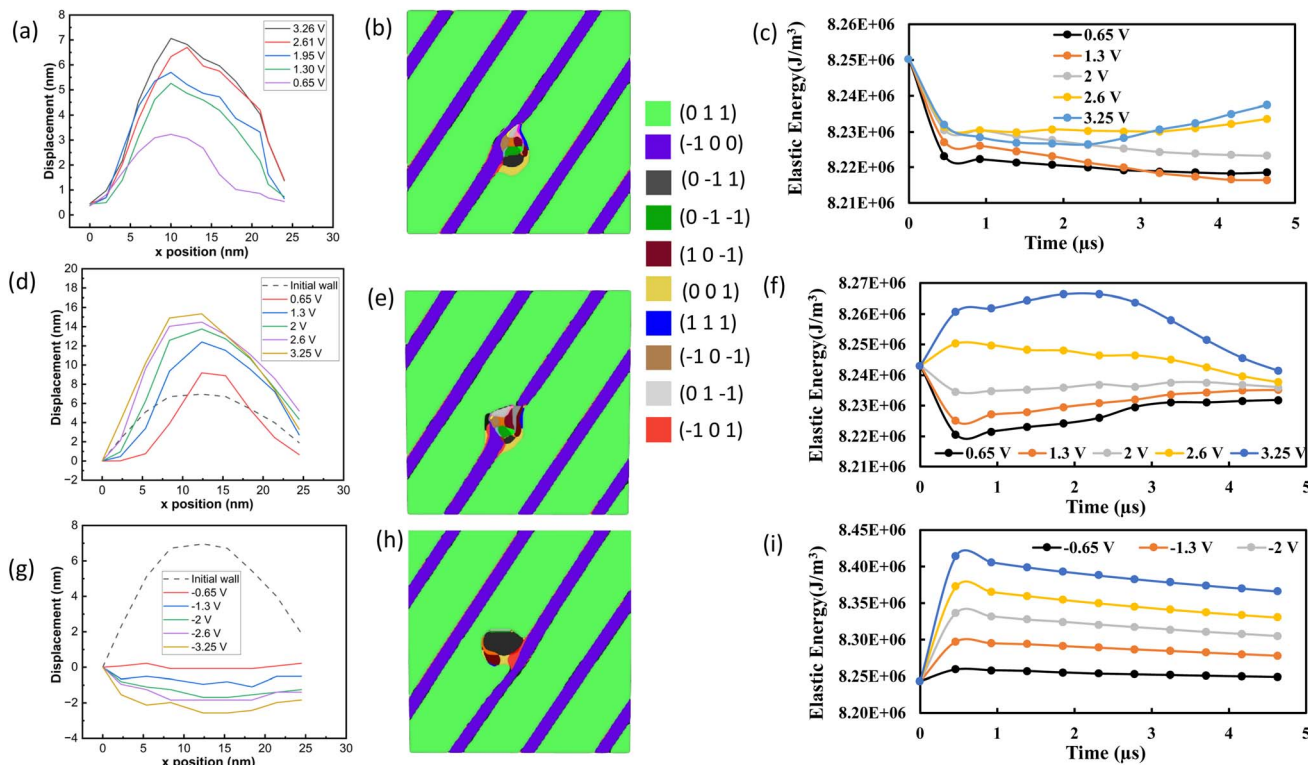 (a)
Displacement (nm)
8
7
6
5
4
3
2
1
0
0 5 10 15 20 25 30
x position (nm)
3.26 V
2.61 V
1.95 V
1.30 V
0.65 V
(b)
(0 1 1)
(-1 0 0)
(0 -1 1)
(0 -1 -1)
(1 0 -1)
(0 0 1)
(1 1 1)
(-1 0 -1)
(0 1 -1)
(-1 0 1)
(c)
Elastic Energy(J/m³)
8.26E+06
8.25E+06
8.24E+06
8.23E+06
8.22E+06
8.21E+06
0 1 2 3 4 5
Time (µs)
0.65 V
1.3 V
2 V
2.6 V
3.25 V
(d)
Displacement (nm)
20
18
16
14
12
10
8
6
4
2
0
−2
0 5 10 15 20 25 30
x position (nm)
Initial wall
0.65 V
1.3 V
2 V
2.6 V
3.25 V
(e)
(f)
Elastic Energy(J/m³)
8.27E+06
8.26E+06
8.25E+06
8.24E+06
8.23E+06
8.22E+06
8.21E+06
0.65 V 1.3 V 2 V 2.6 V 3.25 V
0 1 2 3 4 5
Time (µs)
(g)
Displacement (nm)
8
6
4
2
0
−2
−4
0 5 10 15 20 25 30
x position (nm)
Initial wall
-0.65 V
-1.3 V
-2 V
-2.6 V
-3.25 V
(h)
(i)
Elastic Energy(J/m³)
8.45E+06
8.40E+06
8.35E+06
8.30E+06
8.25E+06
8.20E+06
-0.65 V -1.3 V -2 V
0 1 2 3 4 5
Time (µs)